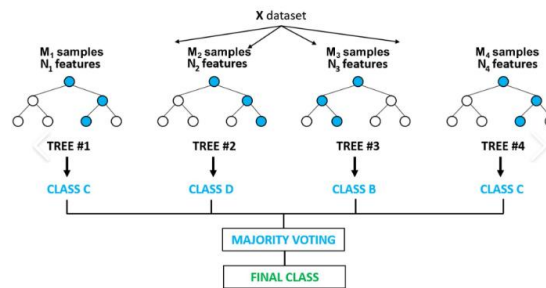 X dataset
M₁ samples
N₁ features
M₂ samples
N₂ features
M₃ samples
N₃ features
M₄ samples
N₄ features
TREE #1
TREE #2
TREE #3
TREE #4
CLASS C
CLASS D
CLASS B
CLASS C
MAJORITY VOTING
FINAL CLASS